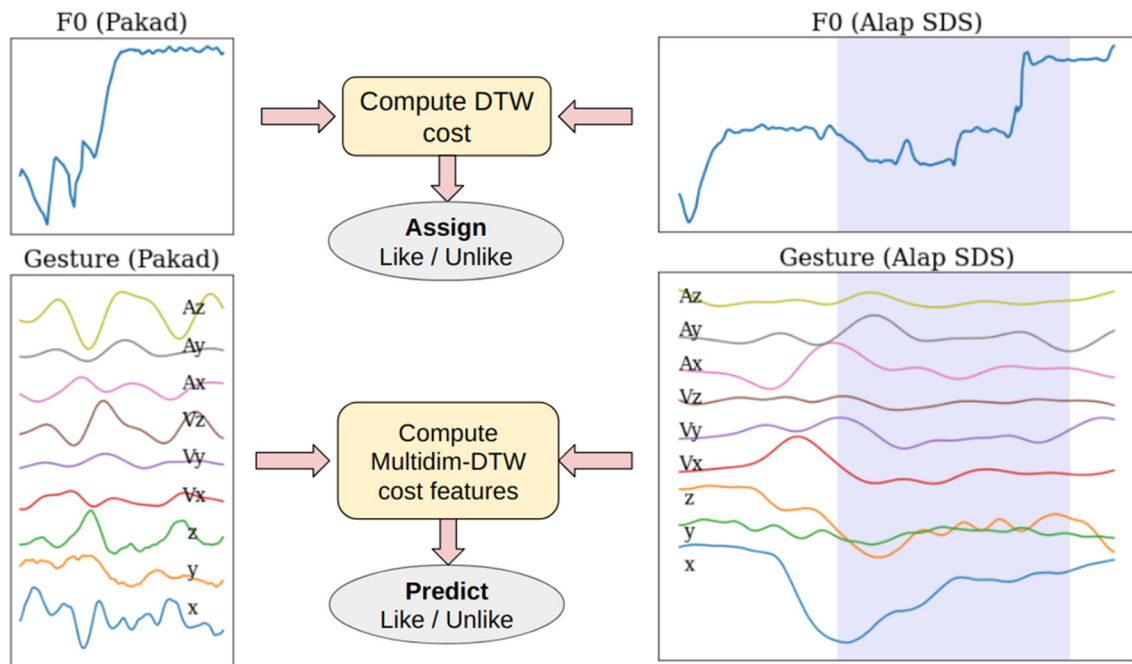 F0 (Pakad)
F0 (Alap SDS)
Compute DTW
cost
Assign
Like / Unlike
Gesture (Pakad)
Az
Ay
Ax
Vz
Vy
Vx
z
y
x
Compute
Multidim-DTW
cost features
Predict
Like / Unlike
Gesture (Alap SDS)
Az
Ay
Ax
Vz
Vy
Vx
z
y
x